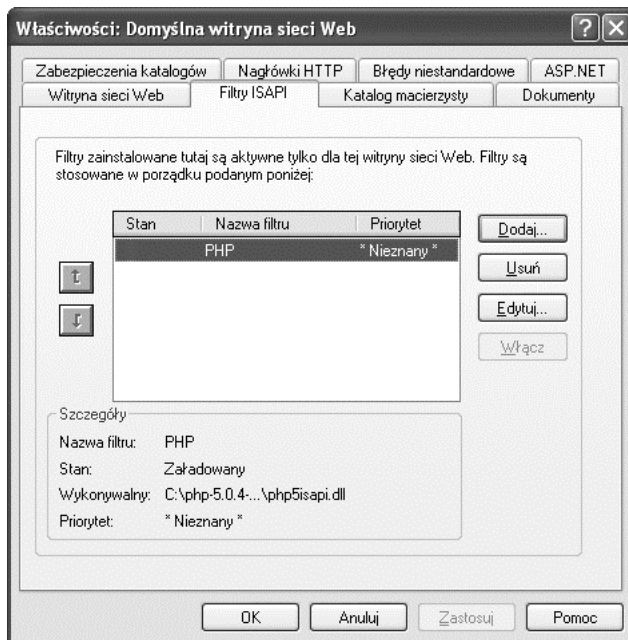 Właściwości: Domyślna witryna sieci Web
Zabezpieczenia katalogów Nagłówki HTTP Błędy niestandardowe ASP.NET
Witryna sieci Web Filtry ISAPI Katalog macierzysty Dokumenty
Filtry zainstalowane tutaj są aktywne tylko dla tej witryny sieci Web. Filtry są
stosowane w porządku podanym poniżej:
Stan Nazwa filtru Priorytet
PHP * Nieznany *
Dodaj...
Usuń
Edytuj...
Włącz
Szczegóły
Nazwa filtru: PHP
Stan: Załadowany
Wykonywalny: C:\php-5.0.4-...\php5isapi.dll
Priorytet: * Nieznany *
OK Anuluj Zastosuj Pomoc